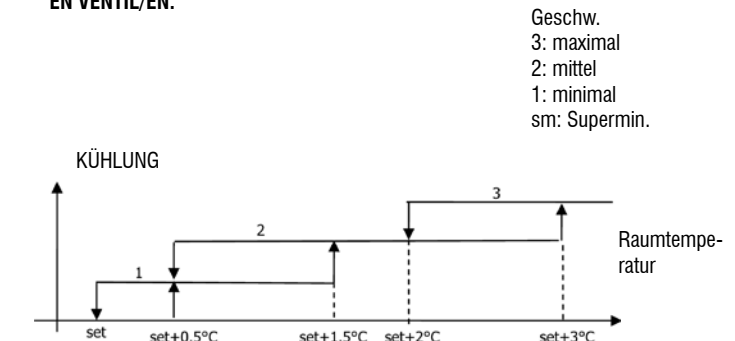 EN VENTIL/EN.
Geschw.
3: maximal
2: mittel
1: minimal
sm: Supermin.
KÜHLUNG
3
2
Raumtempe-
ratur
1
set
set+0.5°C
set+1.5°C
set+2°C
set+3°C